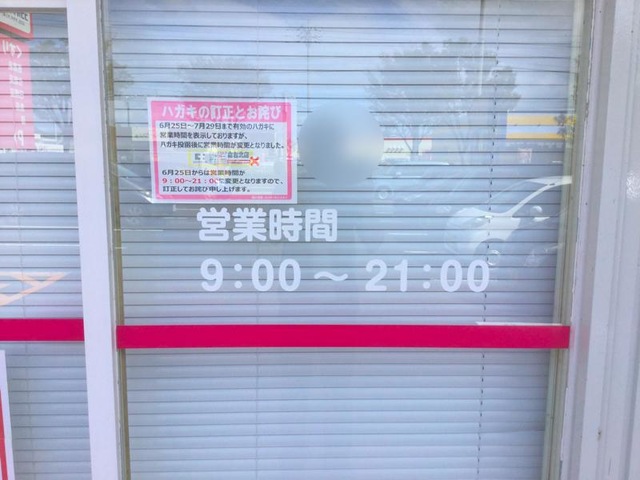 ハガキの訂正とお詫び
6月25日～7月29日まで有効のハガキに
営業時間を表示しておりますが、
ハガキ投函後に営業時間が変更となりました。
6月25日からは営業時間が
9：00～21：00に変更となりますので、
訂正してお詫び申し上げます。
営業時間
9:00～21:00